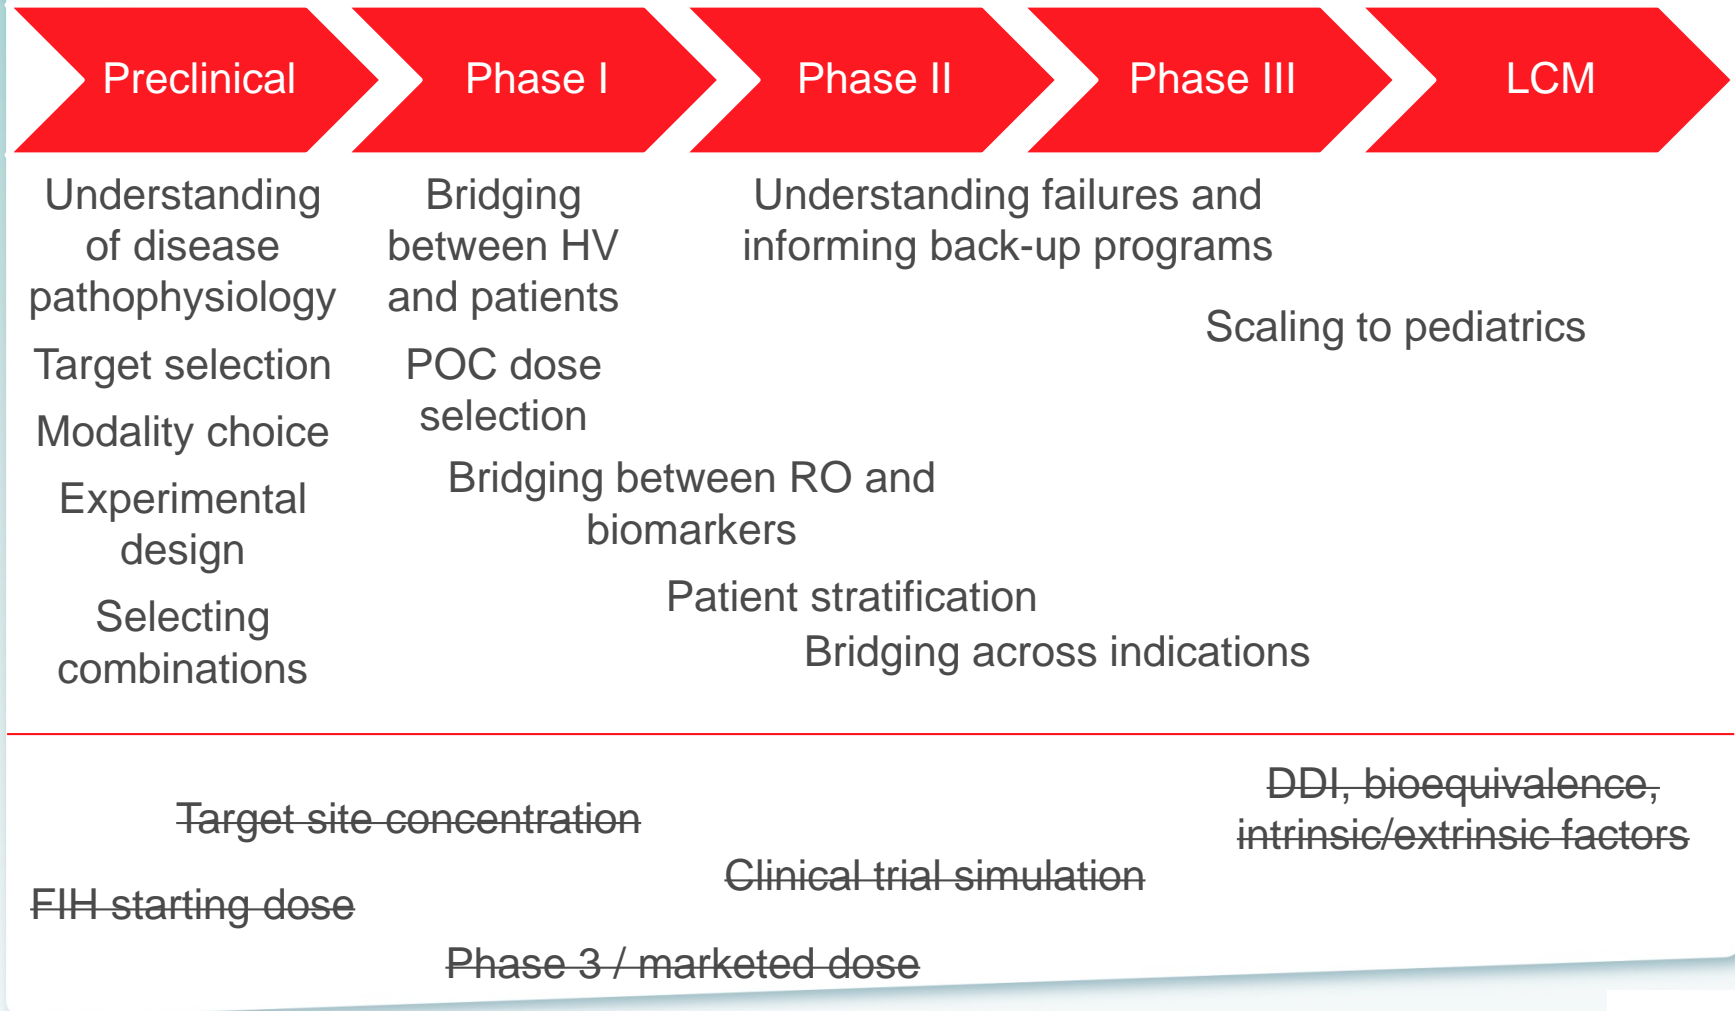 Preclinical
Phase I
Phase II
Phase III
LCM
Understanding
of disease
pathophysiology
Target selection
Modality choice
Experimental
design
Selecting
combinations
Bridging
between HV
and patients
POC dose
selection
Bridging between RO and
biomarkers
Understanding failures and
informing back-up programs
Scaling to pediatrics
Patient stratification
Bridging across indications
Target site concentration
FIH starting dose
Phase 3 / marketed dose
Clinical trial simulation
DDI, bioequivalence,
intrinsic/extrinsic factors